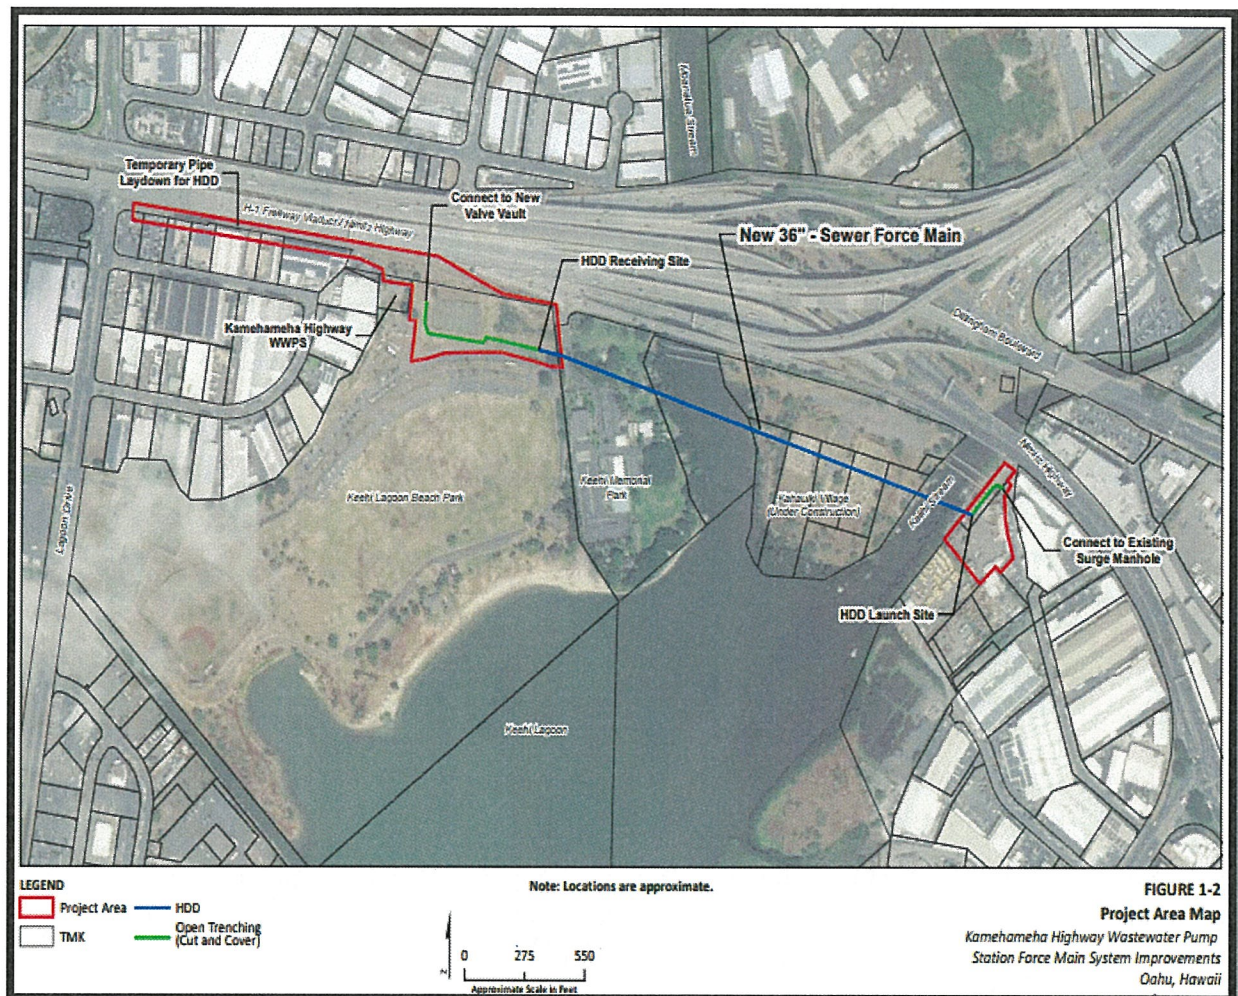 Moanalua Stream
Temporary Pipe
Laydown for HDD
Connect to New
Valve Vault
H-1 Freeway Viaduct / Nimitz Highway
New 36" - Sewer Force Main
HDD Receiving Site
Kamehameha Highway
WWPS
Dillingham Boulevard
Nimitz Highway
Keehi Lagoon Beach Park
Keehi Memorial
Park
Kahauiki Village
(Under Construction)
Kalihi Stream
Lagoon Drive
Connect to Existing
Surge Manhole
HDD Launch Site
Keehi Lagoon
LEGEND
Project Area
HDD
TMK
Open Trenching
(Cut and Cover)
Note: Locations are approximate.
N
0 275 550
Approximate Scale in Feet
FIGURE 1-2
Project Area Map
Kamehameha Highway Wastewater Pump
Station Force Main System Improvements
Oahu, Hawaii